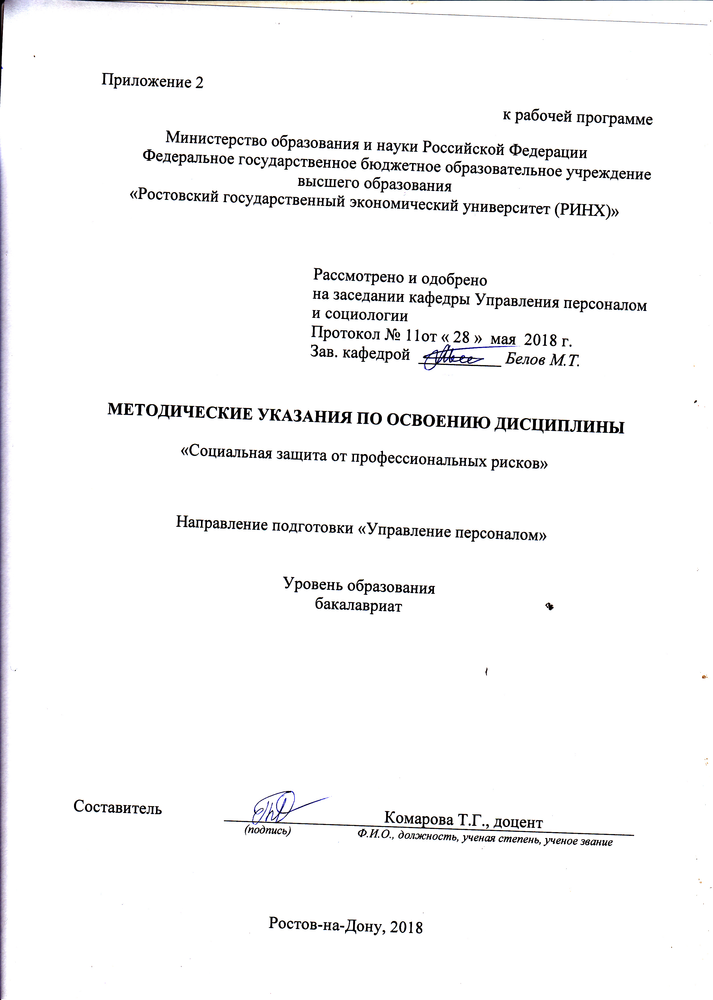 Приложение 2
к рабочей программе
Министерство образования и науки Российской Федерации
Федеральное государственное бюджетное образовательное учреждение
высшего образования
«Ростовский государственный экономический университет (РИНХ)»
Рассмотрено и одобрено
на заседании кафедры Управления персоналом
и социологии
Протокол № 11от « 28 » мая 2018 г.
Зав. кафедрой Белов М.Т.
МЕТОДИЧЕСКИЕ УКАЗАНИЯ ПО ОСВОЕНИЮ ДИСЦИПЛИНЫ
«Социальная защита от профессиональных рисков»
Направление подготовки «Управление персоналом»
Уровень образования
бакалавриат
Составитель Комарова Т.Г., доцент
(подпись) Ф.И.О., должность, ученая степень, ученое звание
Ростов-на-Дону, 2018